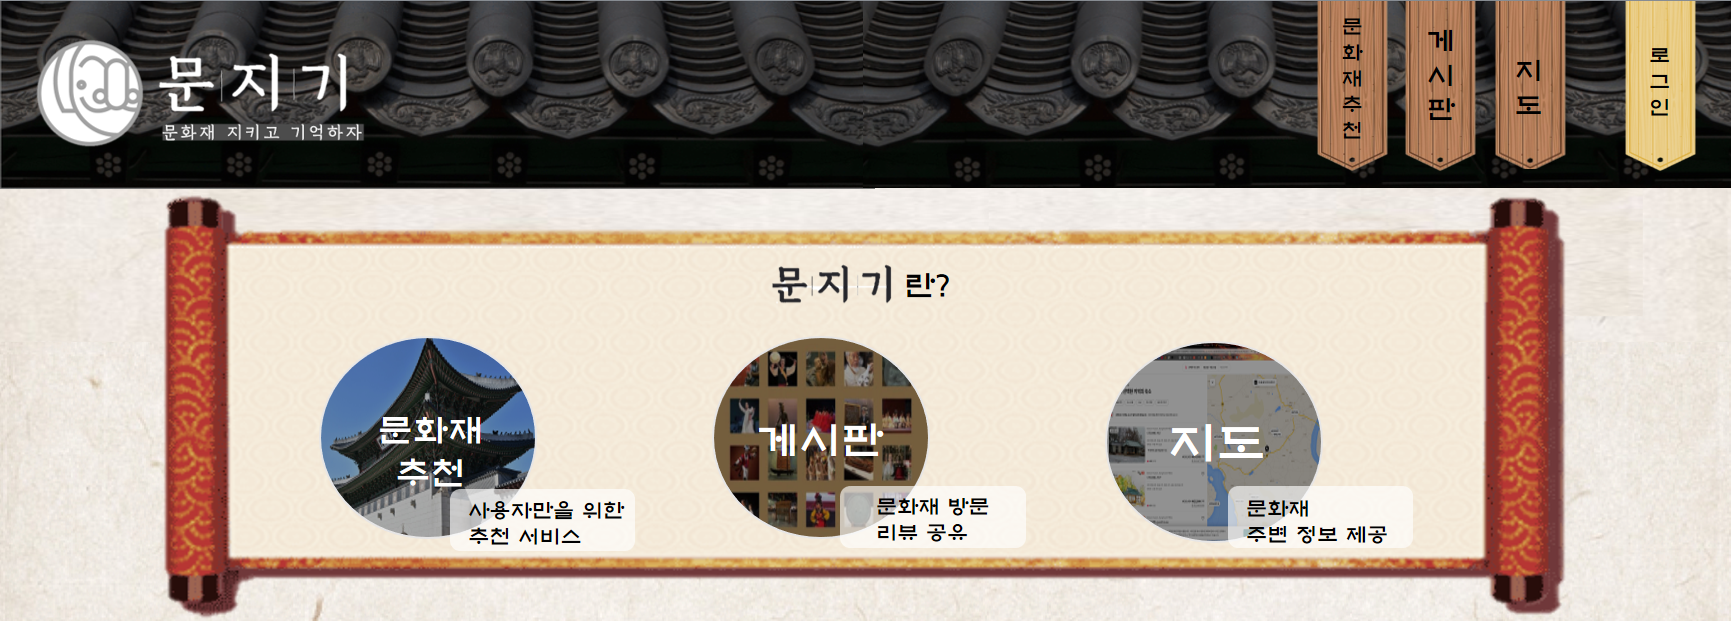 문지기
문화재 지키고 기억하자
문화재추천
게시판
지도
로그인
문지기란?
문화재
추천
사용자만을 위한
추천 서비스
게시판
문화재 방문
리뷰 공유
지도
문화재
주변 정보 제공